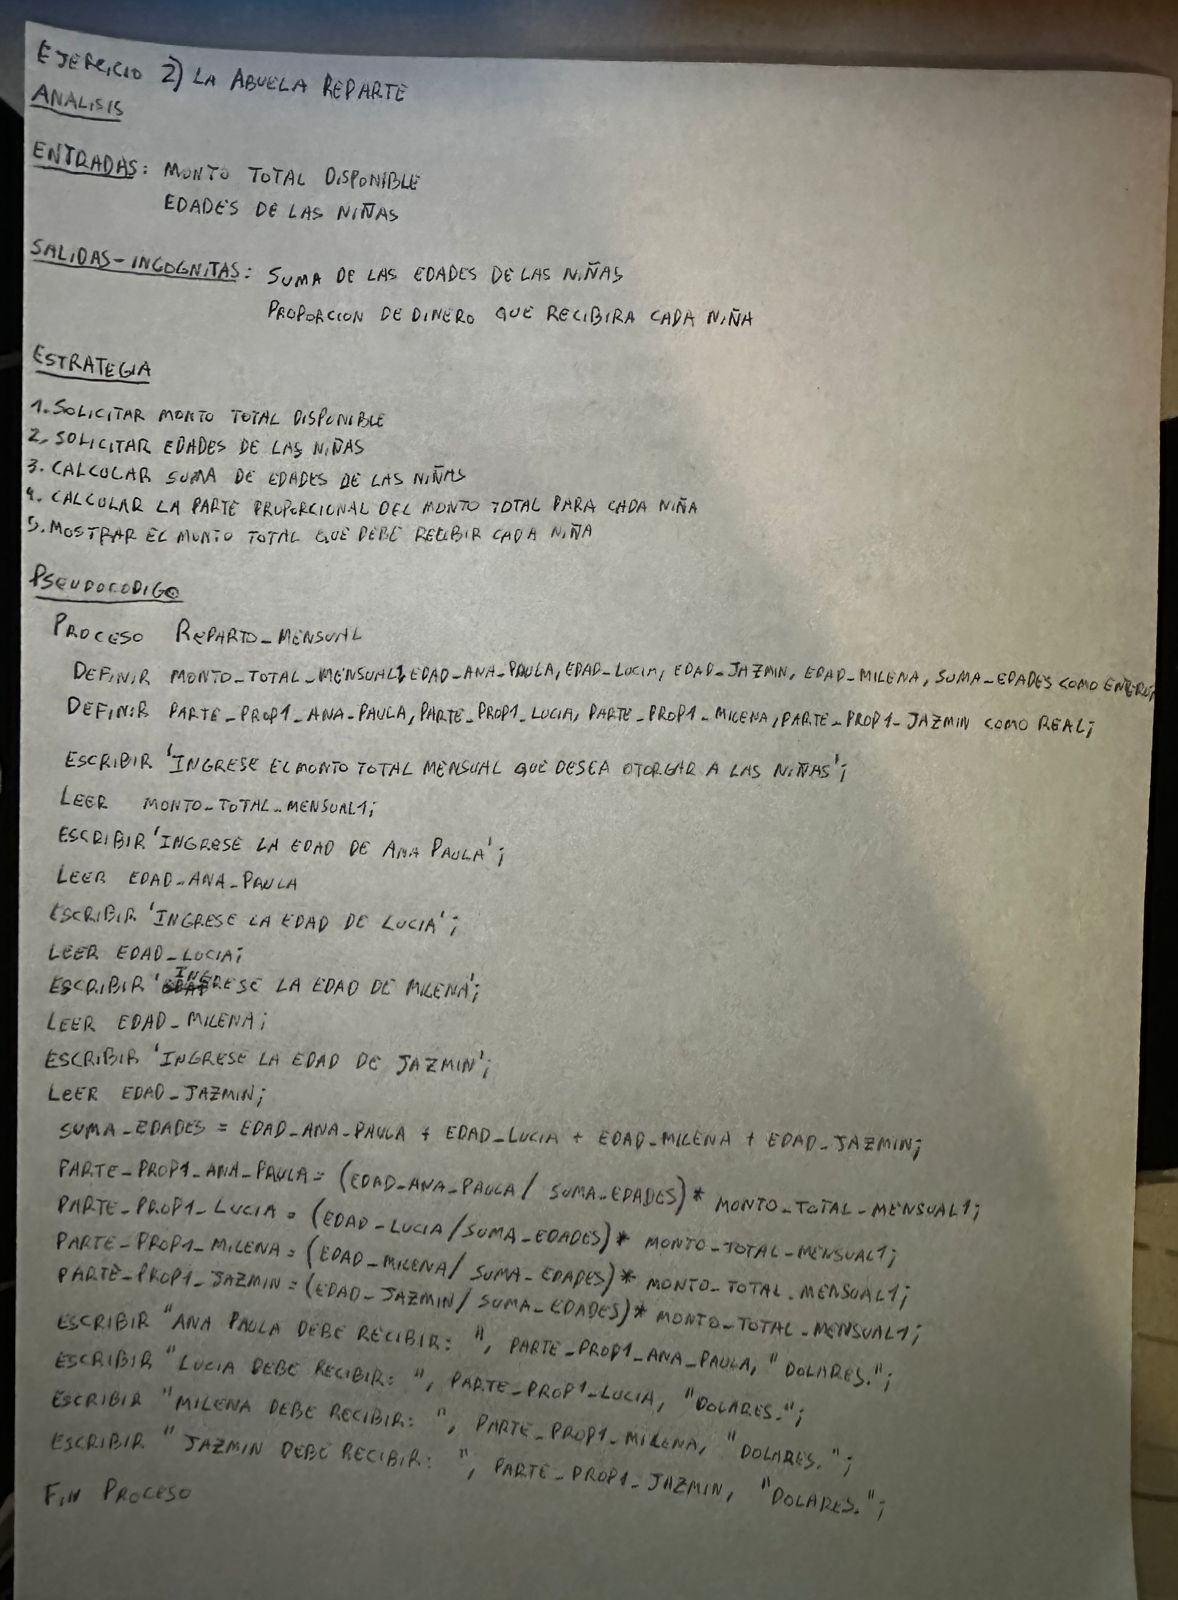 EJERCICIO 2) LA ABUELA REPARTE
ANALISIS
ENTRADAS: MONTO TOTAL DISPONIBLE
EDADES DE LAS NIÑAS
SALIDAS-INCOGNITAS: SUMA DE LAS EDADES DE LAS NIÑAS
PROPORCION DE DINERO QUE RECIBIRA CADA NIÑA
ESTRATEGIA
1. SOLICITAR MONTO TOTAL DISPONIBLE
2. SOLICITAR EDADES DE LAS NIÑAS
3. CALCULAR SUMA DE EDADES DE LAS NIÑAS
4. CALCULAR LA PARTE PROPORCIONAL DEL MONTO TOTAL PARA CADA NIÑA
5. MOSTRAR EL MONTO TOTAL QUE DEBE RECIBIR CADA NIÑA
PSEUDOCODIGO
PROCESO REPARTO_MENSUAL
DEFINIR MONTO_TOTAL_MENSUAL1, EDAD_ANA_PAULA, EDAD_LUCIA, EDAD_JAZMIN, EDAD_MILENA, SUMA_EDADES COMO
DEFINIR PARTE_PROP1_ANA_PAULA, PARTE_PROP1_LUCIA, PARTE_PROP1_MILENA, PARTE_PROP1_JAZMIN COMO REAL;
ESCRIBIR 'INGRESE EL MONTO TOTAL MENSUAL QUE DESEA OTORGAR A LAS NIÑAS';
LEER MONTO_TOTAL_MENSUAL1;
ESCRIBIR 'INGRESE LA EDAD DE ANA PAULA';
LEER EDAD_ANA_PAULA
ESCRIBIR 'INGRESE LA EDAD DE LUCIA';
LEER EDAD_LUCIA;
ESCRIBIR 'INGRESE LA EDAD DE MILENA';
LEER EDAD_MILENA;
ESCRIBIR 'INGRESE LA EDAD DE JAZMIN';
LEER EDAD_JAZMIN;
SUMA_EDADES = EDAD_ANA_PAULA + EDAD_LUCIA + EDAD_MILENA + EDAD_JAZMIN;
PARTE_PROP1_ANA_PAULA = (EDAD_ANA_PAULA / SUMA_EDADES) * MONTO_TOTAL_MENSUAL1;
PARTE_PROP1_LUCIA = (EDAD_LUCIA / SUMA_EDADES) * MONTO_TOTAL_MENSUAL1;
PARTE_PROP1_MILENA = (EDAD_MILENA / SUMA_EDADES) * MONTO_TOTAL_MENSUAL1;
PARTE_PROP1_JAZMIN = (EDAD_JAZMIN / SUMA_EDADES) * MONTO_TOTAL_MENSUAL1;
ESCRIBIR "ANA PAULA DEBE RECIBIR: ", PARTE_PROP1_ANA_PAULA, "DOLARES.";
ESCRIBIR "LUCIA DEBE RECIBIR: ", PARTE_PROP1_LUCIA, "DOLARES.";
ESCRIBIR "MILENA DEBE RECIBIR: ", PARTE_PROP1_MILENA, "DOLARES.";
ESCRIBIR "JAZMIN DEBE RECIBIR: ", PARTE_PROP1_JAZMIN, "DOLARES.";
FIN PROCESO